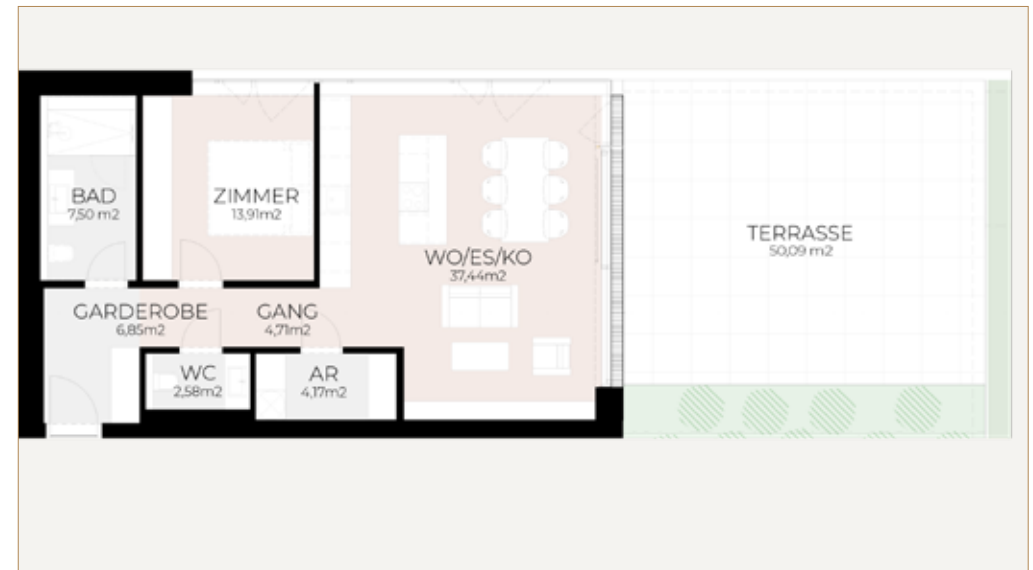 BAD
7,50 m2
ZIMMER
13,91m2
WO/ES/KO
37,44m2
TERRASSE
50,09 m2
GARDEROBE
6,85m2
GANG
4,71m2
WC
2,58m2
AR
4,17m2